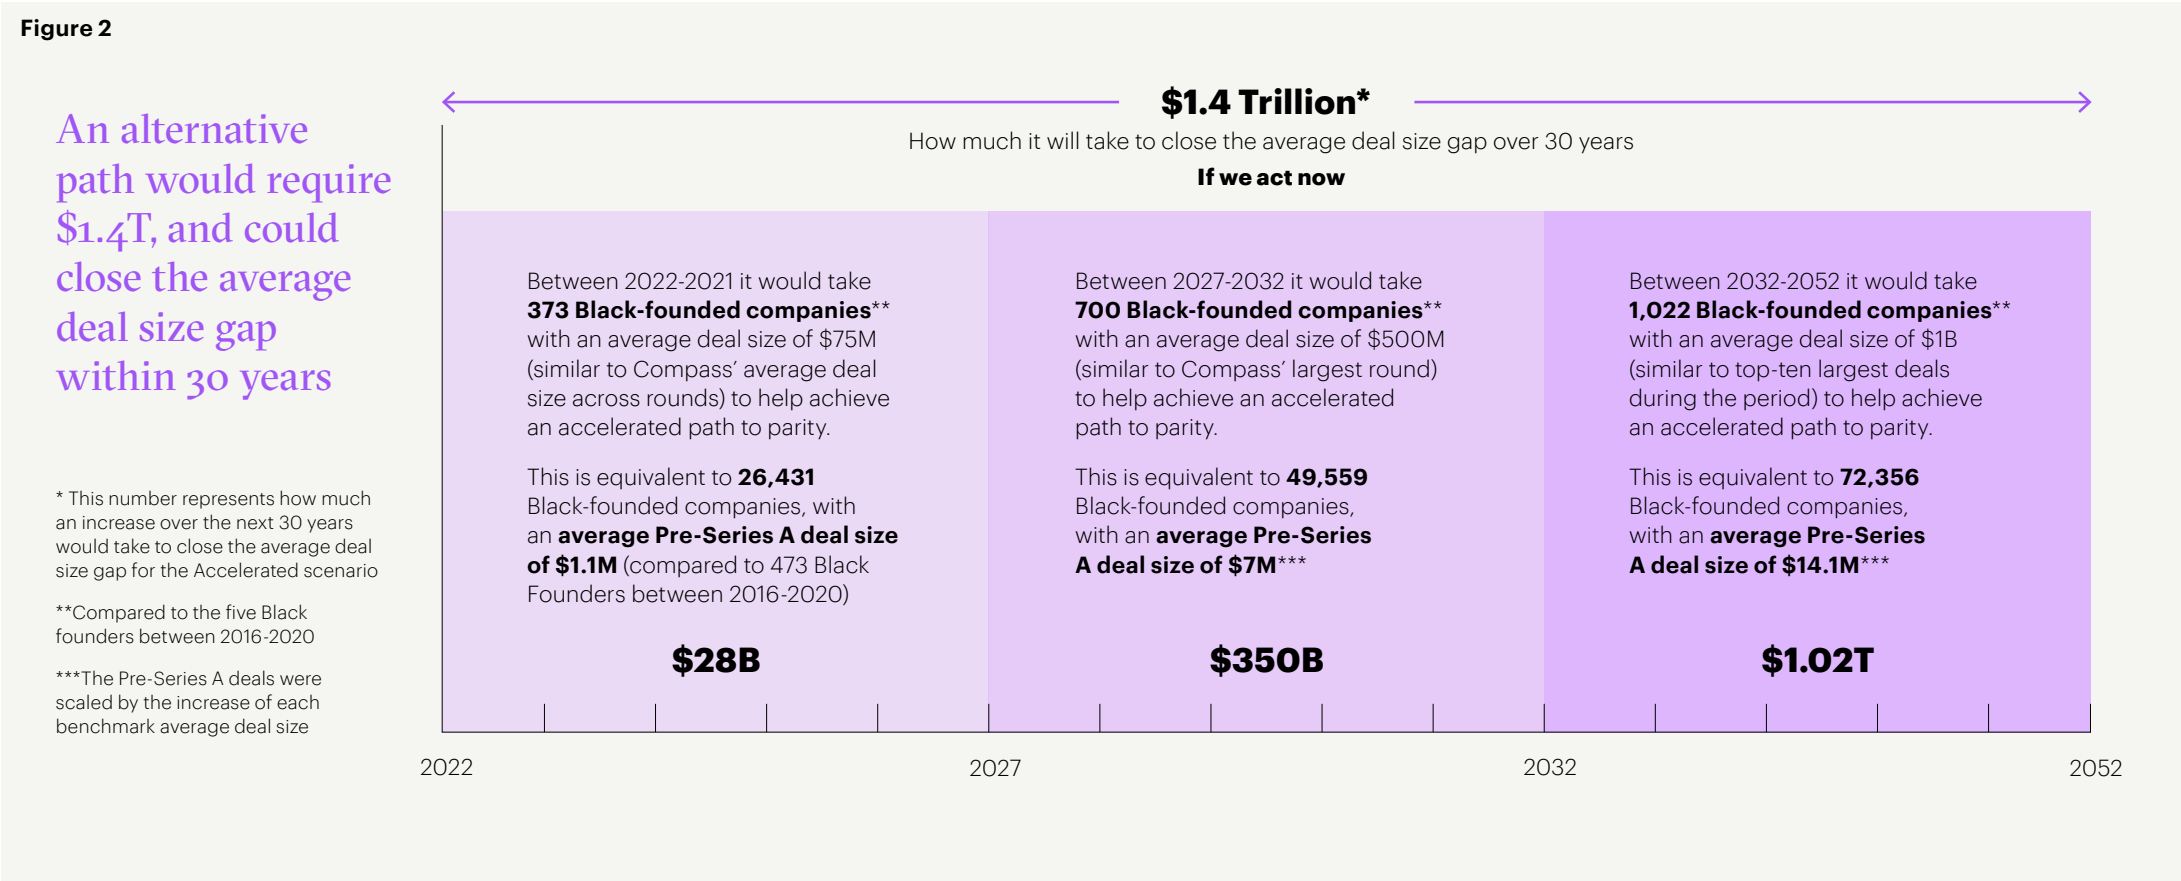 Figure 2
An alternative
path would require
$1.4T, and could
close the average
deal size gap
within 30 years
* This number represents how much
an increase over the next 30 years
would take to close the average deal
size gap for the Accelerated scenario
**Compared to the five Black
founders between 2016-2020
***The Pre-Series A deals were
scaled by the increase of each
benchmark average deal size
$1.4 Trillion*
How much it will take to close the average deal size gap over 30 years
If we act now
Between 2022-2021 it would take
373 Black-founded companies**
with an average deal size of $75M
(similar to Compass’ average deal
size across rounds) to help achieve
an accelerated path to parity.
This is equivalent to 26,431
Black-founded companies, with
an average Pre-Series A deal size
of $1.1M (compared to 473 Black
Founders between 2016-2020)
$28B
Between 2027-2032 it would take
700 Black-founded companies**
with an average deal size of $500M
(similar to Compass’ largest round)
to help achieve an accelerated
path to parity.
This is equivalent to 49,559
Black-founded companies,
with an average Pre-Series
A deal size of $7M***
$350B
Between 2032-2052 it would take
1,022 Black-founded companies**
with an average deal size of $1B
(similar to top-ten largest deals
during the period) to help achieve
an accelerated path to parity.
This is equivalent to 72,356
Black-founded companies,
with an average Pre-Series
A deal size of $14.1M***
$1.02T
2022
2027
2032
2052